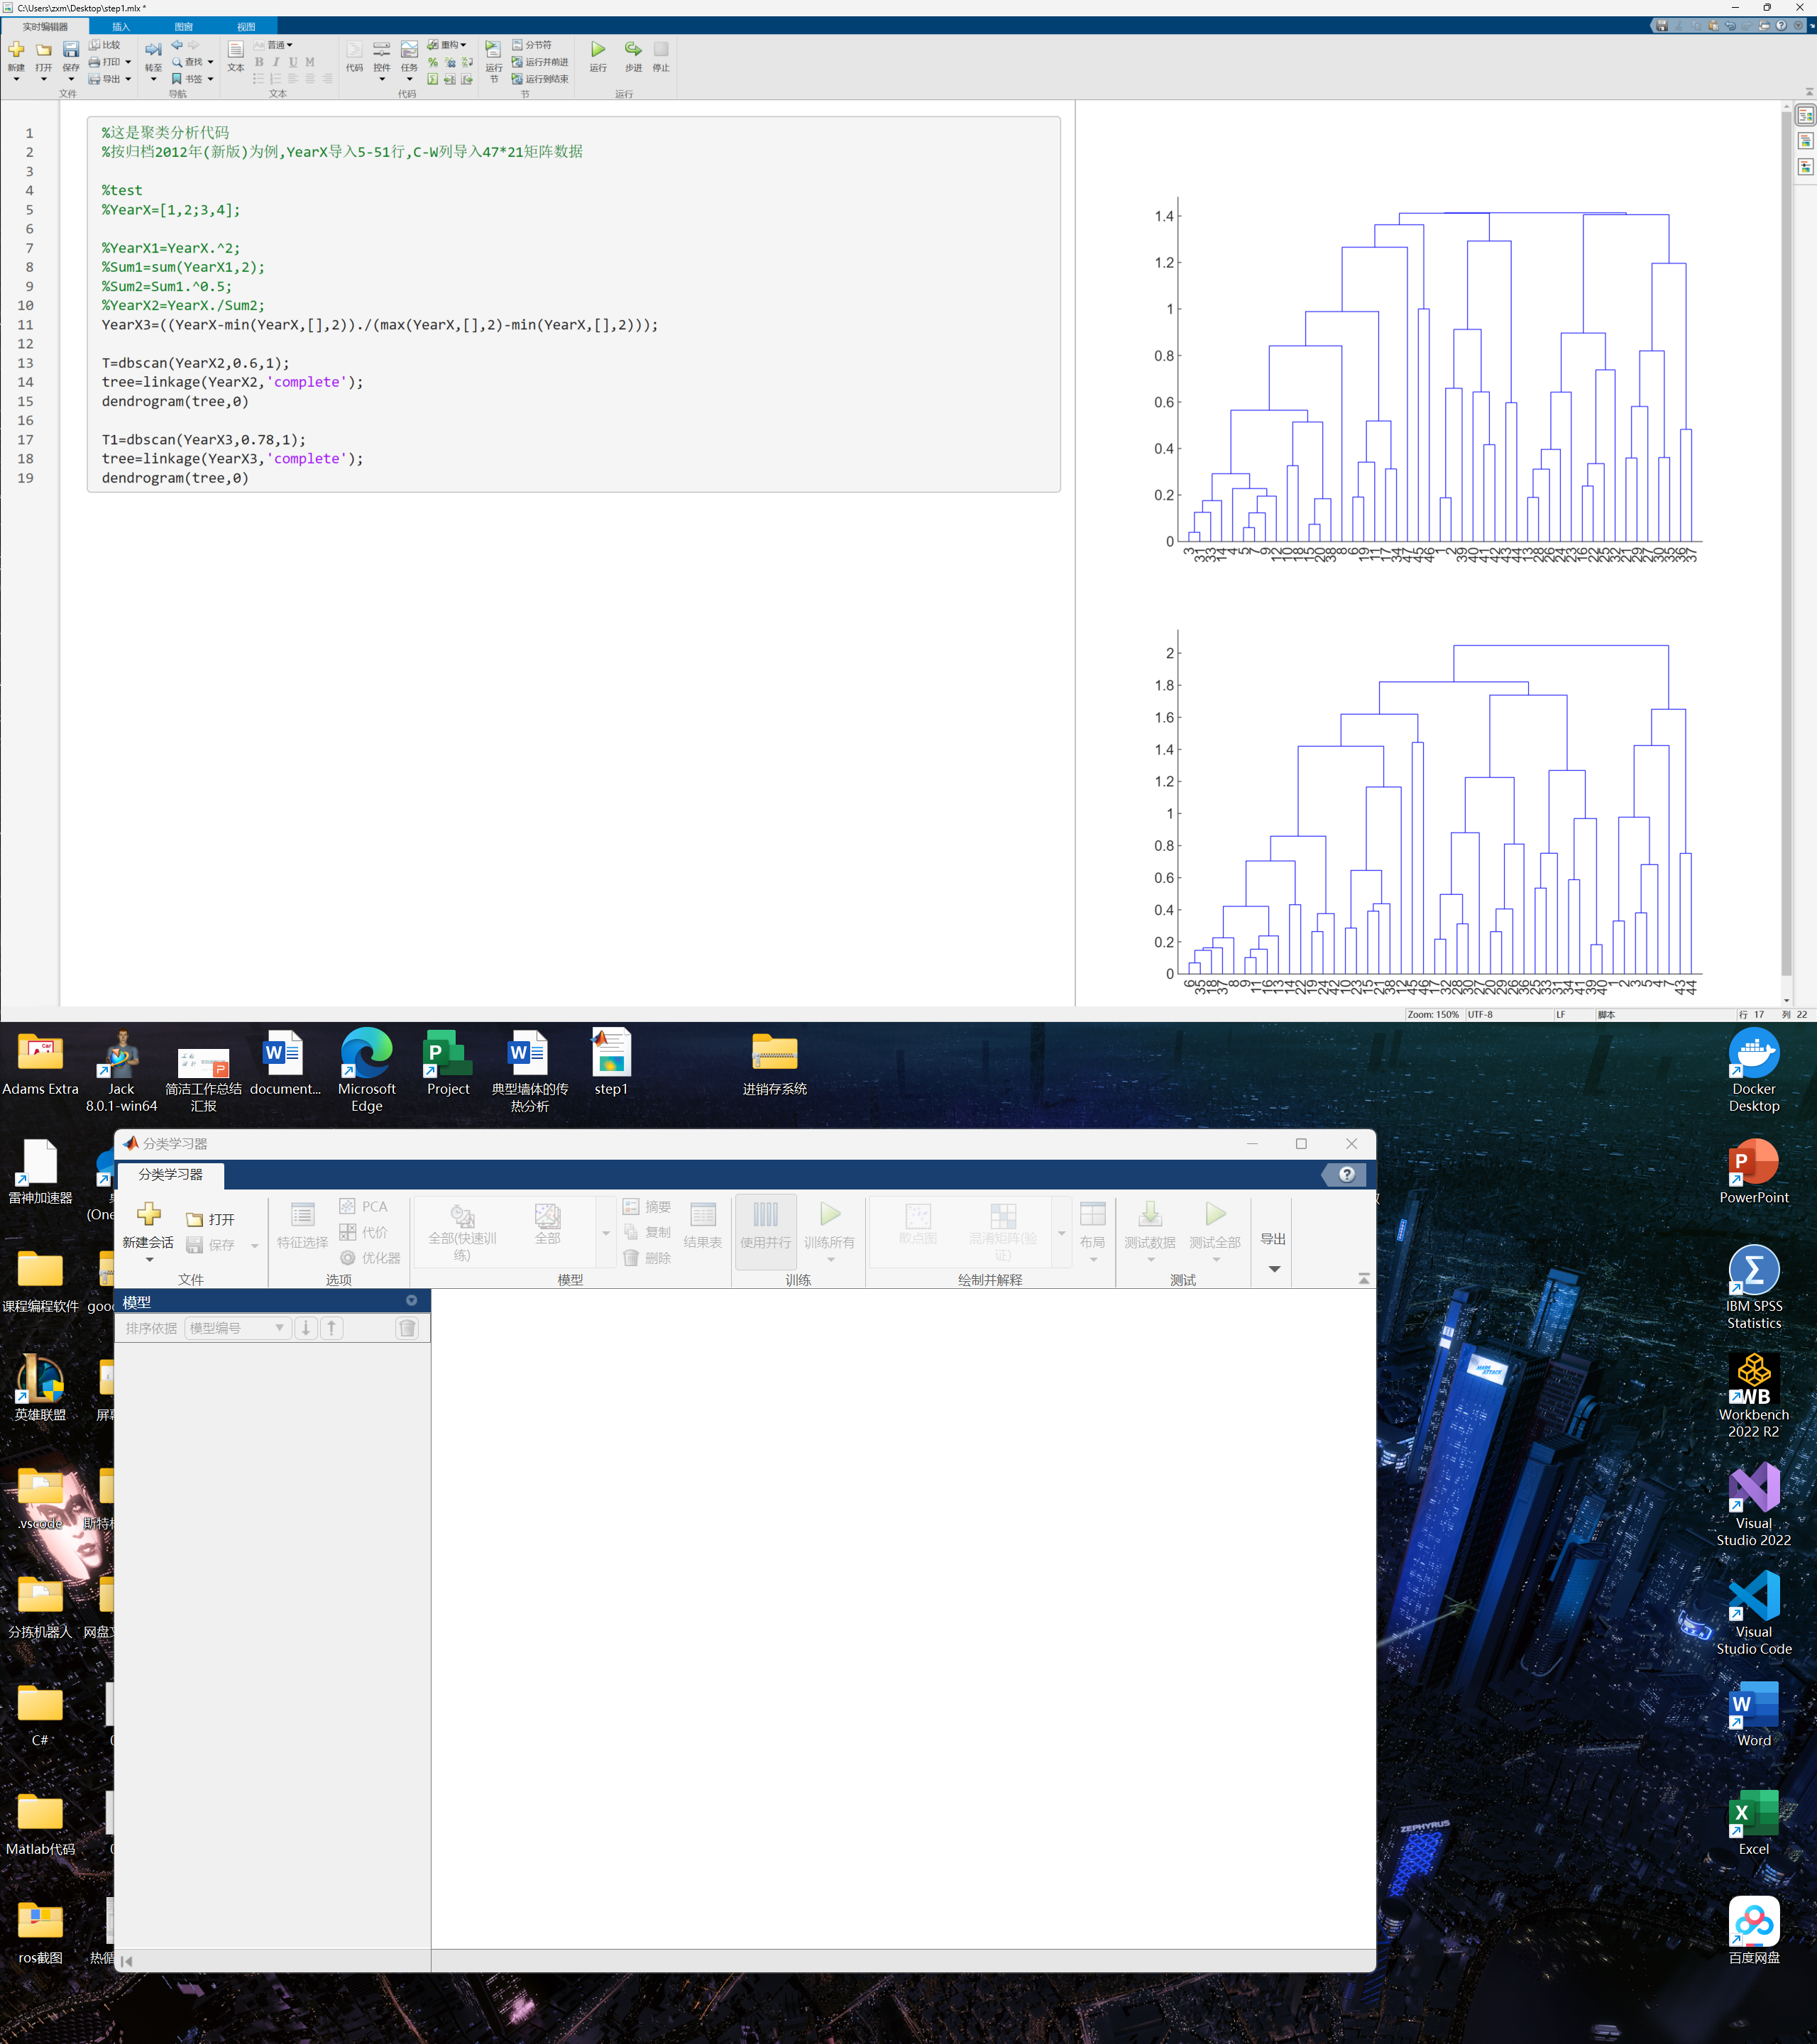 C:\Users\zxm\Desktop\step1.mlx *
实时编辑器 插入 图窗 视图
新建 打开 保存 比较 打印 导出 转至 查找 书签 文本 普通 B I U M 代码 控件 任务 重构 运行节 分节符 运行并前进 运行到结束 运行 步进 停止
文件 导航 文本 代码 节 运行
1 %这是聚类分析代码
2 %按归档2012年(新版)为例,YearX导入5-51行,C-W列导入47*21矩阵数据
3
4 %test
5 %YearX=[1,2;3,4];
6
7 %YearX1=YearX.^2;
8 %Sum1=sum(YearX1,2);
9 %Sum2=Sum1.^0.5;
10 %YearX2=YearX./Sum2;
11 YearX3=((YearX-min(YearX,[],2))./(max(YearX,[],2)-min(YearX,[],2)));
12
13 T=dbscan(YearX2,0.6,1);
14 tree=linkage(YearX2,'complete');
15 dendrogram(tree,0)
16
17 T1=dbscan(YearX3,0.78,1);
18 tree=linkage(YearX3,'complete');
19 dendrogram(tree,0)
1.4
1.2
1
0.8
0.6
0.4
0.2
0
3 31 33 14 4 5 7 9 12 10 18 15 20 38 8 6 19 11 17 34 47 45 46 1 2 39 40 41 42 43 44 13 28 26 24 23 16 22 25 32 21 29 27 30 35 36 37
2
1.8
1.6
1.4
1.2
1
0.8
0.6
0.4
0.2
0
6 35 18 37 8 9 11 16 13 14 22 19 24 42 10 23 15 21 38 12 45 46 17 32 28 30 27 20 29 26 36 25 33 31 34 41 39 40 1 2 3 5 4 7 43 44
Zoom: 150% UTF-8 LF 脚本 行 17 列 22
Adams Extra
Jack
8.0.1-win64
简洁工作总结
汇报
document...
Microsoft
Edge
Project
典型墙体的传
热分析
step1
进销存系统
Docker
Desktop
分类学习器
分类学习器
新建会话 打开 保存 特征选择 PCA 代价 优化器 全部(快速训
练) 全部 摘要 复制 删除 结果表 使用并行 训练所有 散点图 混淆矩阵(验
证) 布局 测试数据 测试全部 导出
文件 选项 模型 训练 绘制并解释 测试
模型
排序依据 模型编号
雷神加速器
(One
课程编程软件
goo
英雄联盟
屏
.vscode
斯特
分拣机器人
网盘
C#
Matlab代码
ros截图
热循
PowerPoint
IBM SPSS
Statistics
WB
Workbench
2022 R2
Visual
Studio 2022
Visual
Studio Code
Word
Excel
百度网盘
MARS
ATTACK
ZEPHYRUS